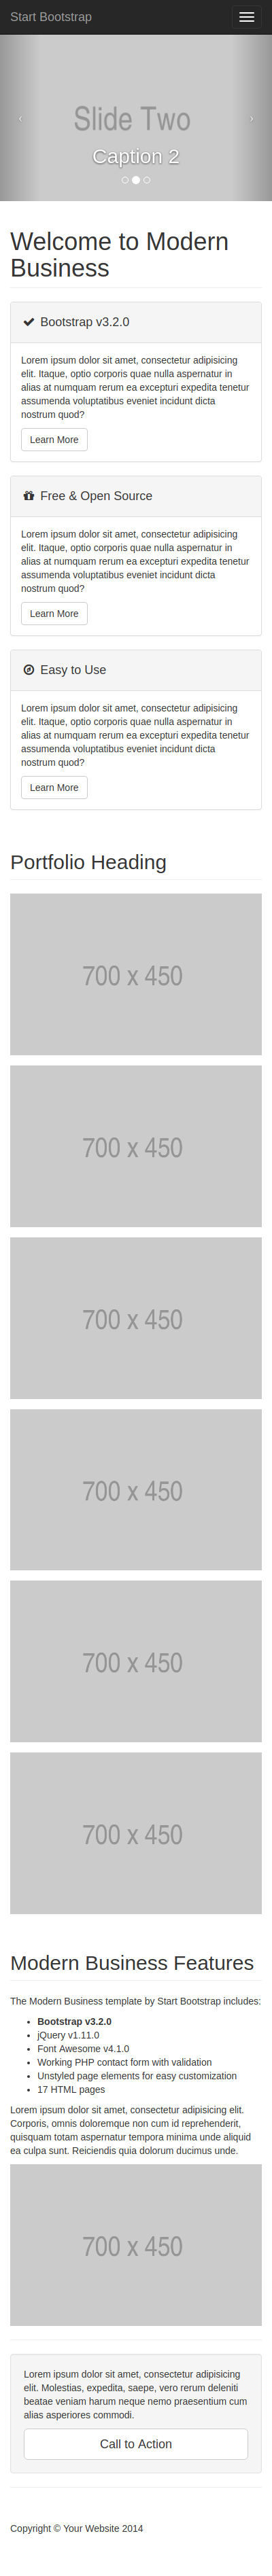 Start Bootstrap
Slide Two
Caption 2
‹
›
Welcome to Modern
Business
Bootstrap v3.2.0
Lorem ipsum dolor sit amet, consectetur adipisicing
elit. Itaque, optio corporis quae nulla aspernatur in
alias at numquam rerum ea excepturi expedita tenetur
assumenda voluptatibus eveniet incidunt dicta
nostrum quod?
Learn More
Free & Open Source
Lorem ipsum dolor sit amet, consectetur adipisicing
elit. Itaque, optio corporis quae nulla aspernatur in
alias at numquam rerum ea excepturi expedita tenetur
assumenda voluptatibus eveniet incidunt dicta
nostrum quod?
Learn More
Easy to Use
Lorem ipsum dolor sit amet, consectetur adipisicing
elit. Itaque, optio corporis quae nulla aspernatur in
alias at numquam rerum ea excepturi expedita tenetur
assumenda voluptatibus eveniet incidunt dicta
nostrum quod?
Learn More
Portfolio Heading
700 x 450
700 x 450
700 x 450
700 x 450
700 x 450
700 x 450
Modern Business Features
The Modern Business template by Start Bootstrap includes:
• Bootstrap v3.2.0
• jQuery v1.11.0
• Font Awesome v4.1.0
• Working PHP contact form with validation
• Unstyled page elements for easy customization
• 17 HTML pages
Lorem ipsum dolor sit amet, consectetur adipisicing elit.
Corporis, omnis doloremque non cum id reprehenderit,
quisquam totam aspernatur tempora minima unde aliquid
ea culpa sunt. Reiciendis quia dolorum ducimus unde.
700 x 450
Lorem ipsum dolor sit amet, consectetur adipisicing
elit. Molestias, expedita, saepe, vero rerum deleniti
beatae veniam harum neque nemo praesentium cum
alias asperiores commodi.
Call to Action
Copyright © Your Website 2014